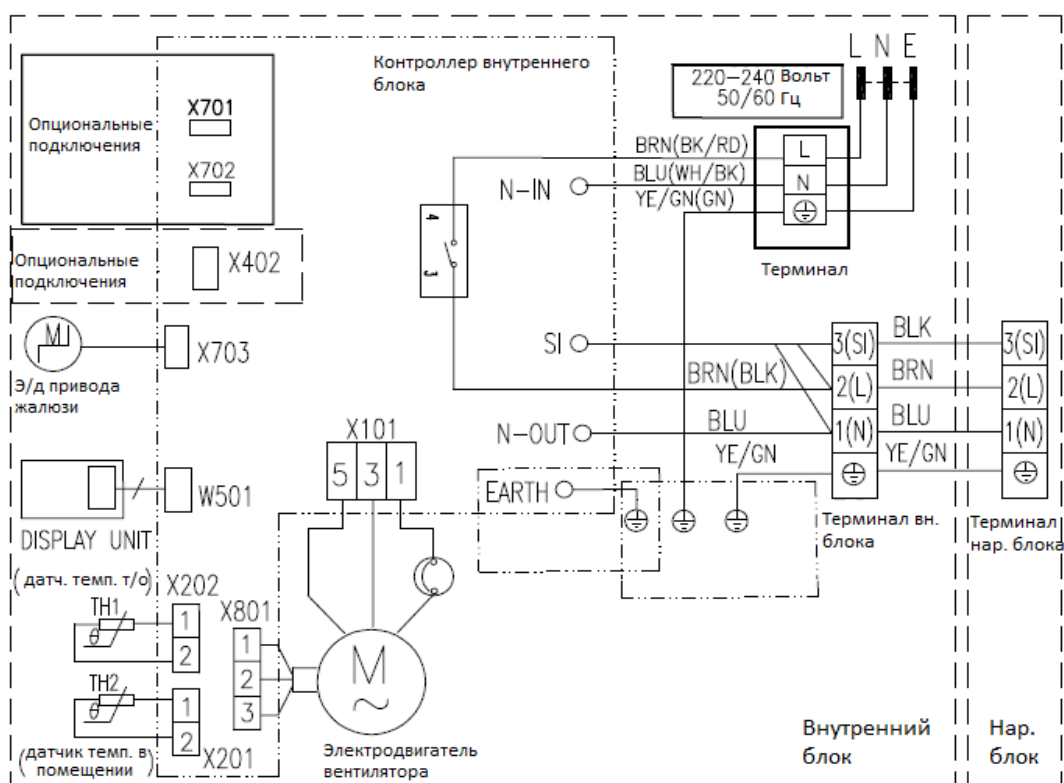 Контроллер внутреннего
блока
L N E
220-240 Вольт
50/60 Гц
X701
Опциональные
подключения
X702
BRN(BK/RD)
L
BLU(WH/BK)
N-IN
N
YE/GN(GN)
4
3
Терминал
Опциональные
подключения
X402
M
X703
Э/д привода
жалюзи
SI
3(SI)
BLK
3(SI)
BRN(BLK)
2(L)
BRN
2(L)
N-OUT
BLU
1(N)
BLU
1(N)
YE/GN
YE/GN
X101
5 3 1
W501
EARTH
DISPLAY UNIT
Терминал вн.
блока
Терминал
нар. блока
(датч. темп. т/о)
X202
TH1
θ
1
2
X801
1
2
3
M
~
TH2
θ
1
2
X201
(датчик темп. в
помещении)
Электродвигатель
вентилятора
Внутренний
блок
Нар.
блок